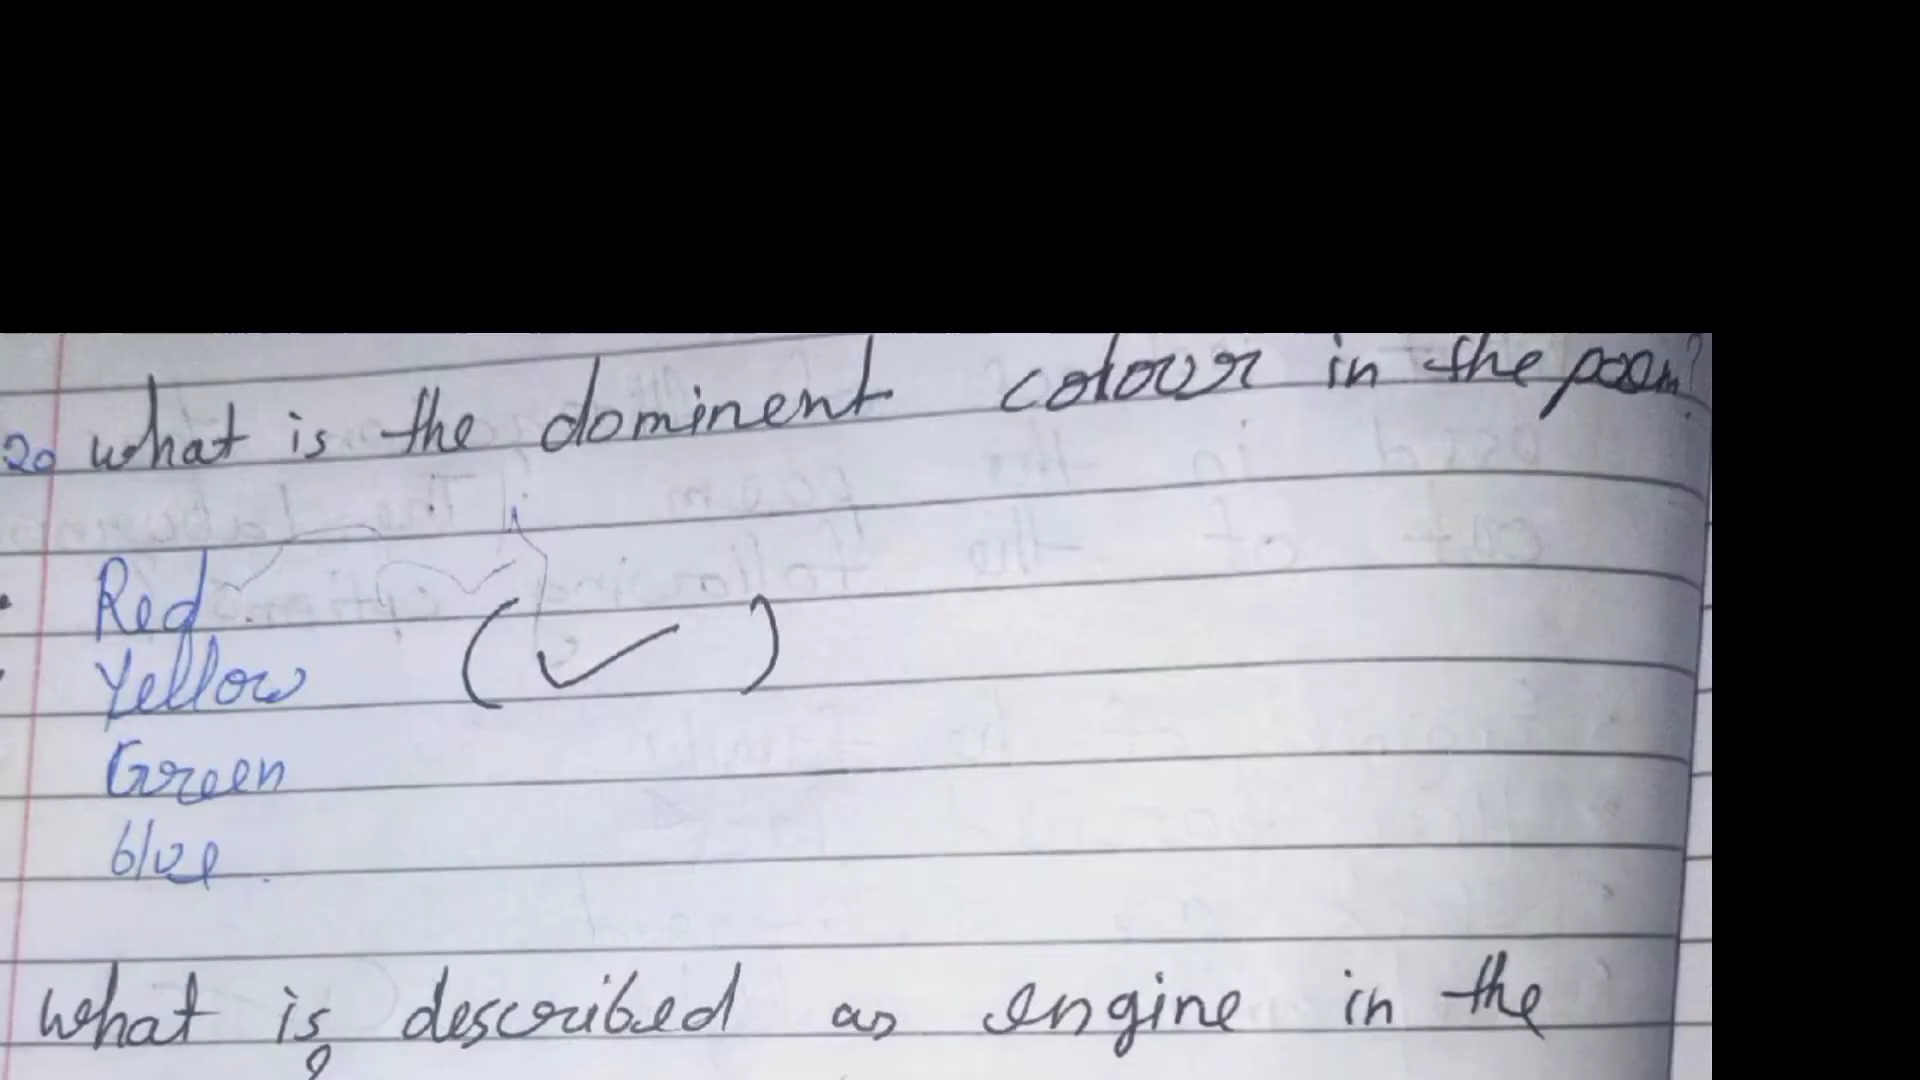 20 what is the dominent colour in the poem?
Red
Yellow (✓)
Green
blue.
what is described as engine in the